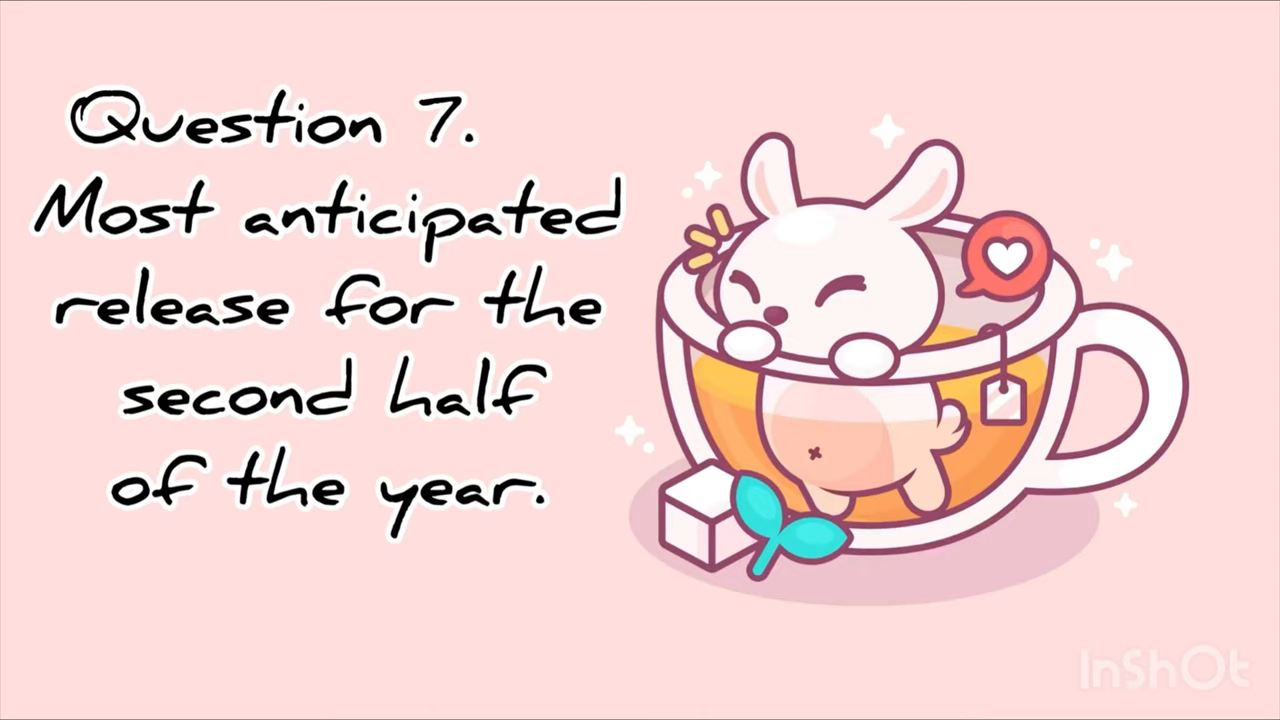 Question 7.
Most anticipated
release for the
second half
of the year.
InShOt